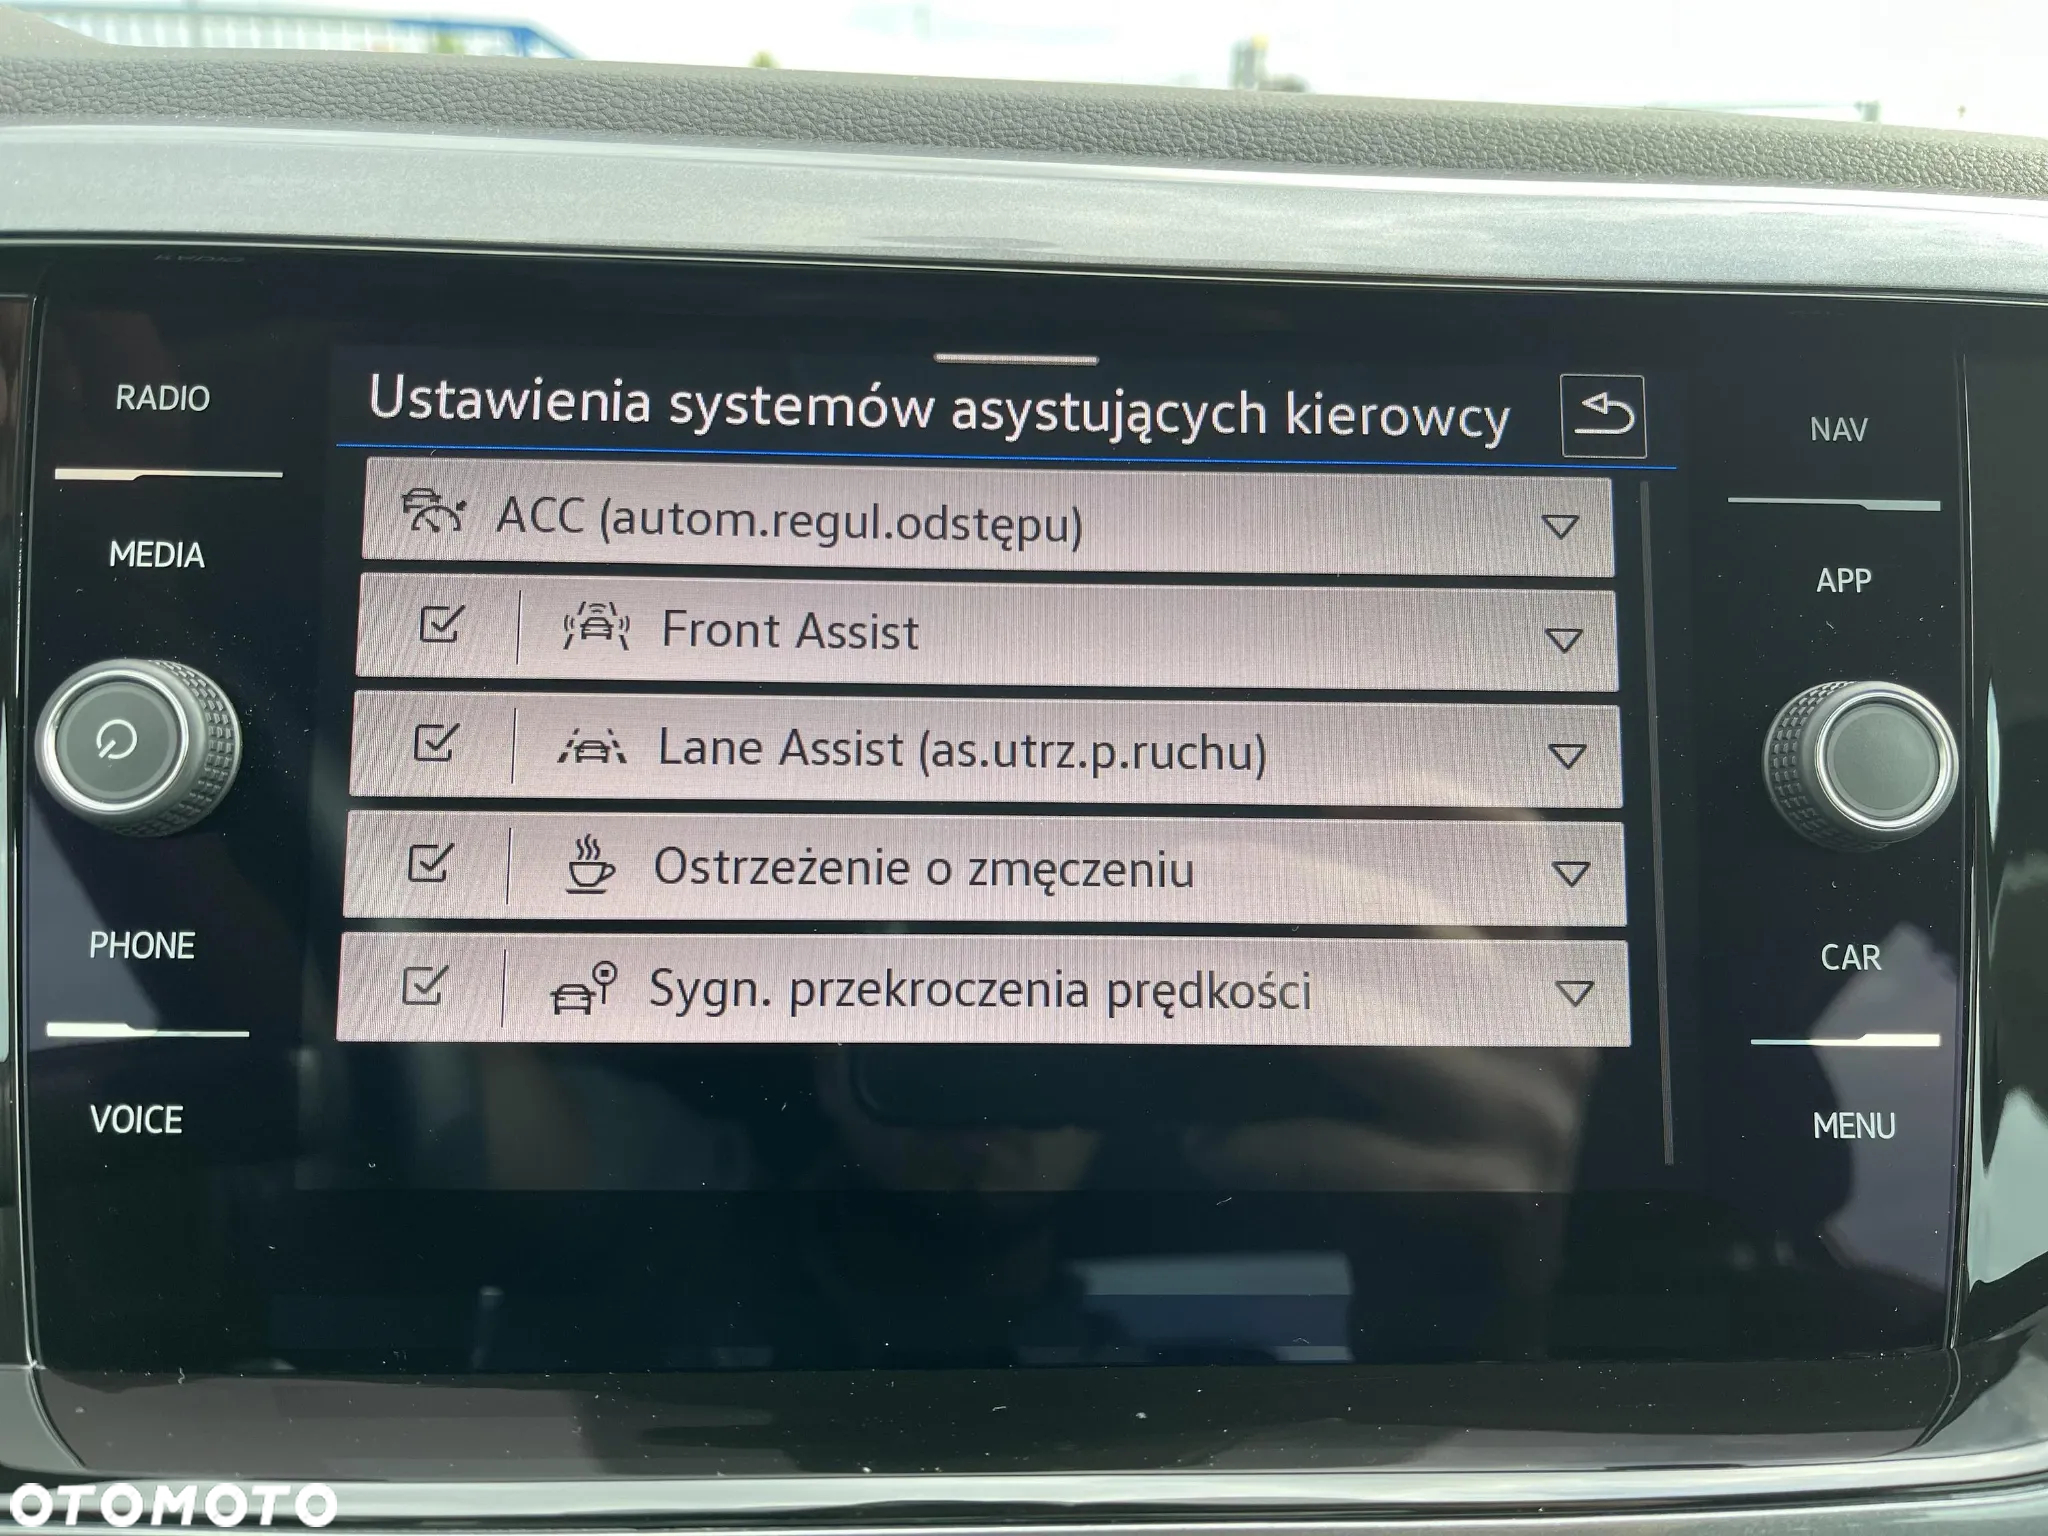 RADIO
MEDIA
PHONE
VOICE
Ustawienia systemów asystujących kierowcy
ACC (autom.regul.odstępu)
Front Assist
Lane Assist (as.utrz.p.ruchu)
Ostrzeżenie o zmęczeniu
Sygn. przekroczenia prędkości
NAV
APP
CAR
MENU
OTOMOTO